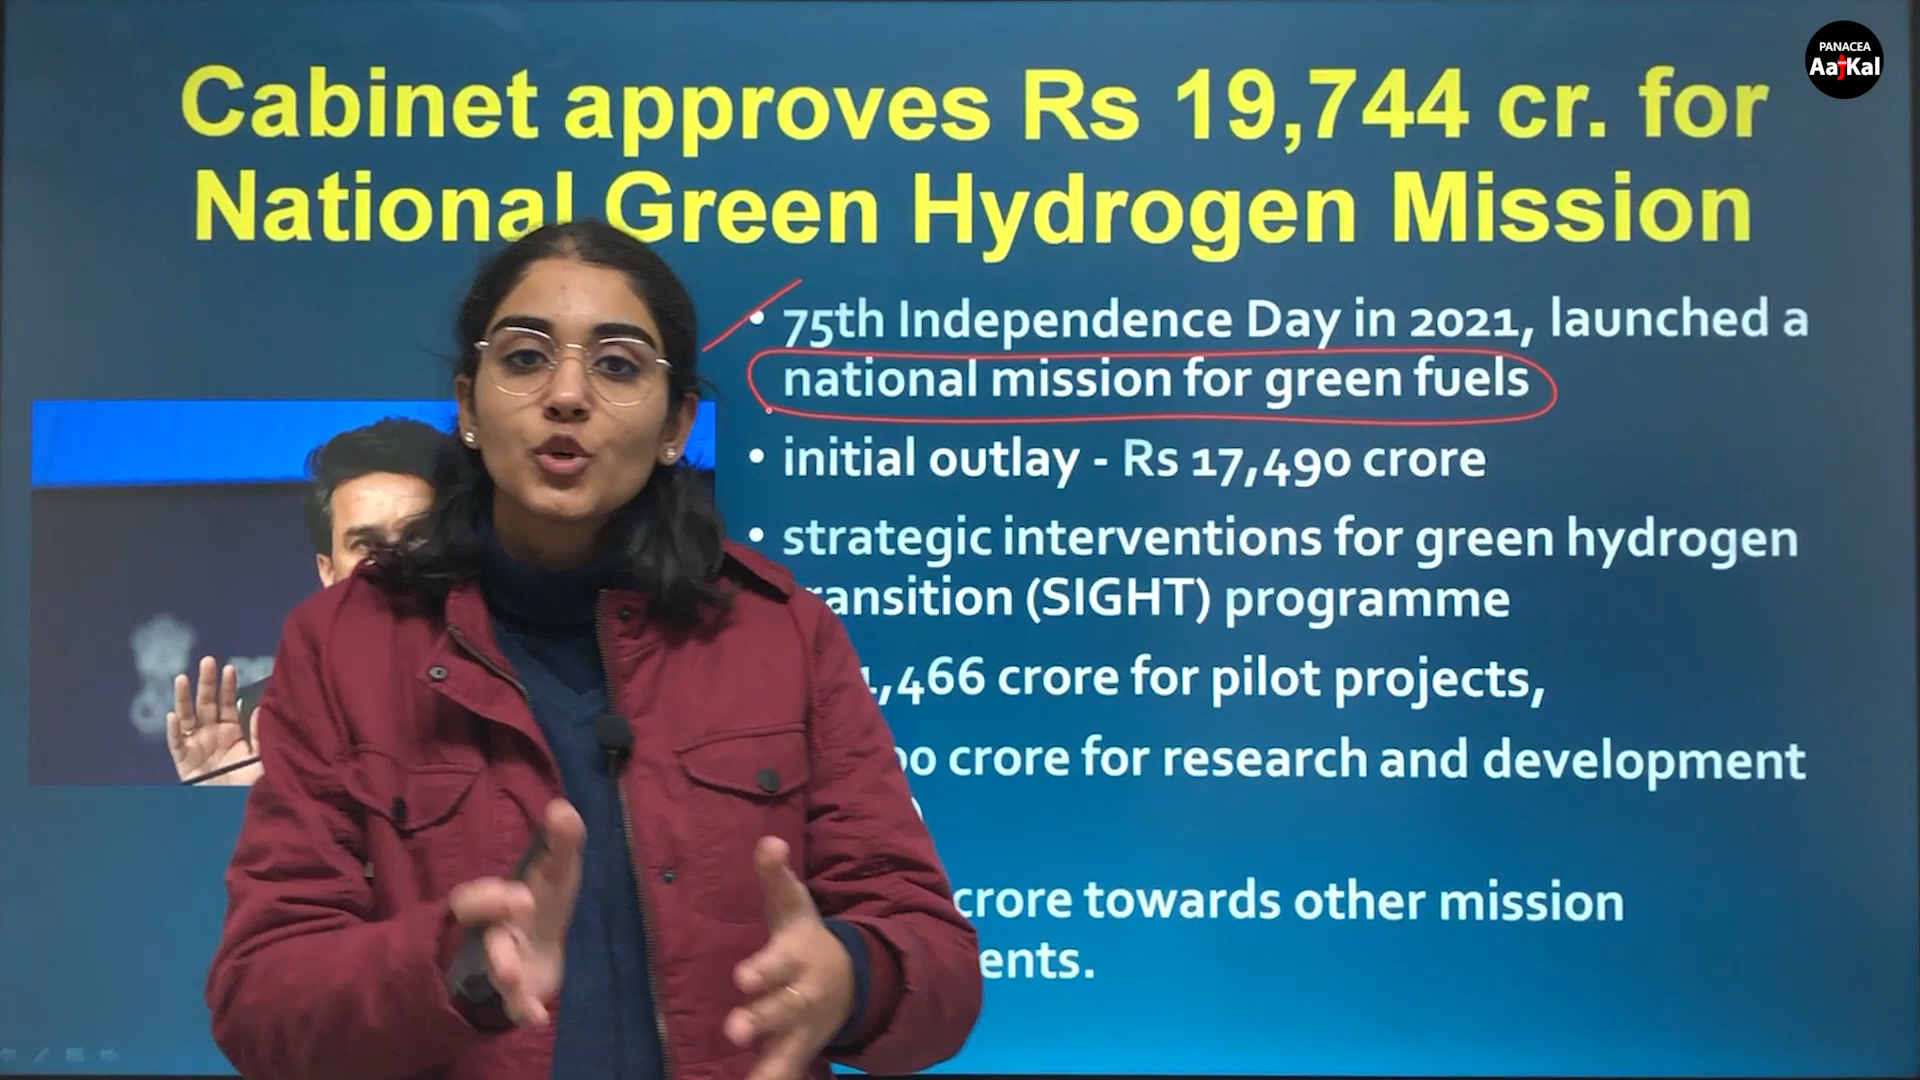 PANACEA
AajKal
Cabinet approves Rs 19,744 cr. for
National Green Hydrogen Mission
• 75th Independence Day in 2021, launched a
national mission for green fuels
• initial outlay - Rs 17,490 crore
• strategic interventions for green hydrogen
transition (SIGHT) programme
1,466 crore for pilot projects,
crore for research and development
crore towards other mission